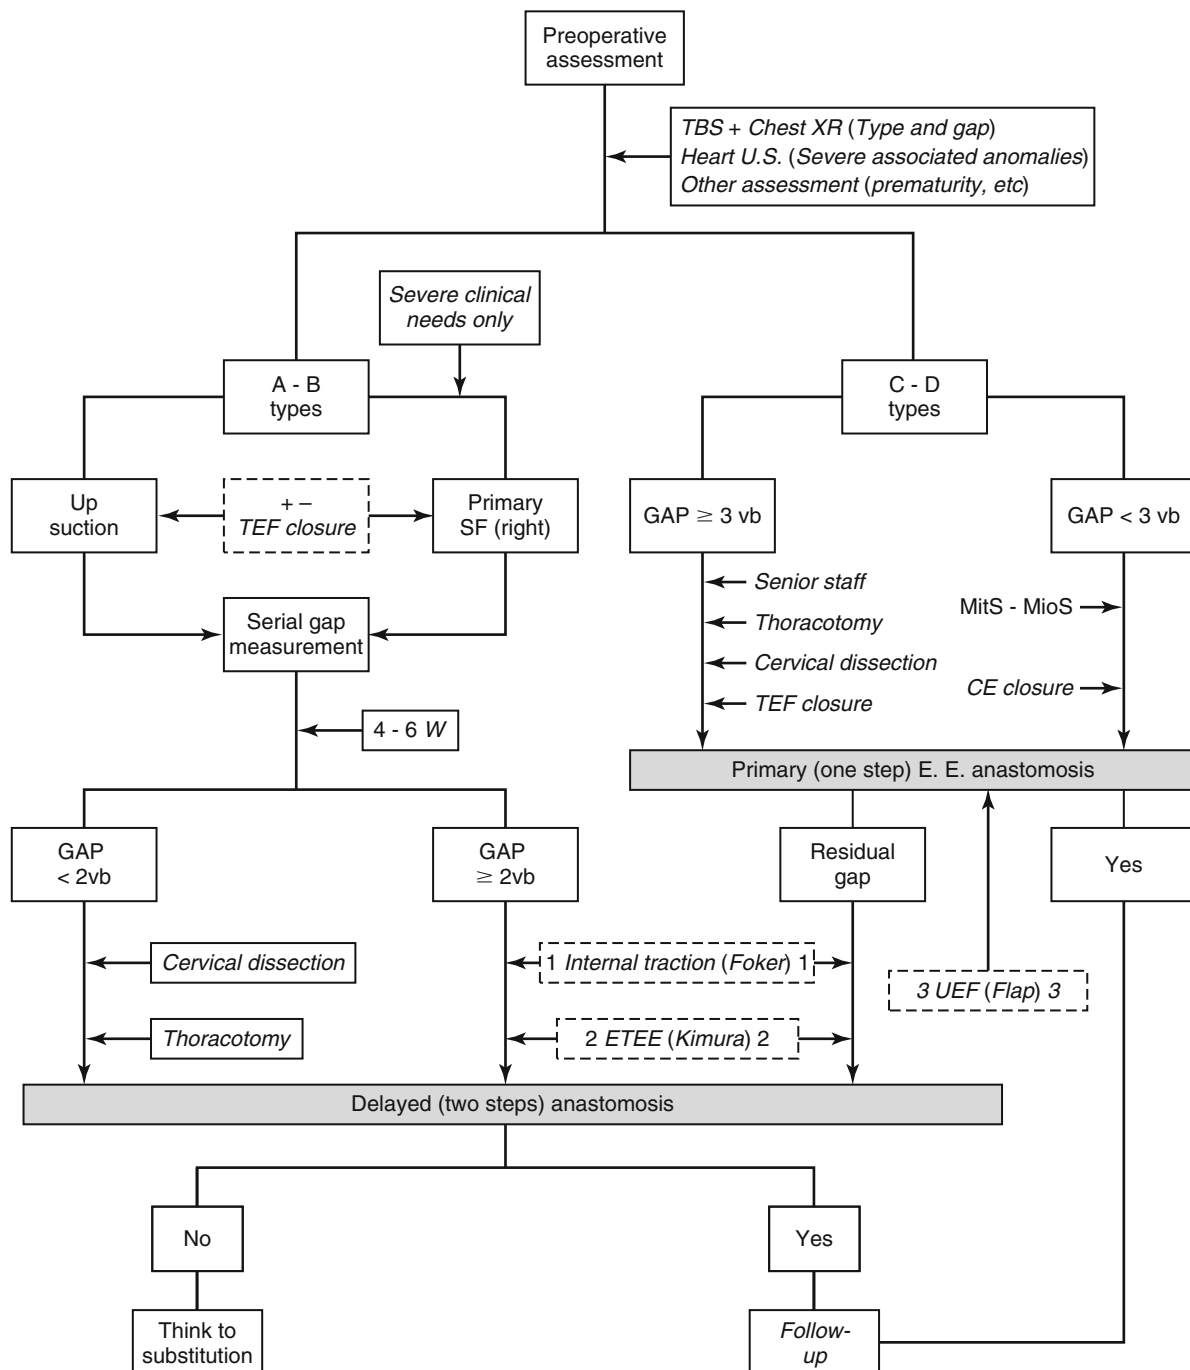 Preoperative
assessment
TBS + Chest XR (Type and gap)
Heart U.S. (Severe associated anomalies)
Other assessment (prematurity, etc)
Severe clinical
needs only
A - B
types
C - D
types
Up
suction
+ −
TEF closure
Primary
SF (right)
GAP ≧ 3 vb
GAP < 3 vb
Senior staff
Thoracotomy
Cervical dissection
TEF closure
MitS - MioS
CE closure
Serial gap
measurement
4 - 6 W
Primary (one step) E. E. anastomosis
GAP
< 2vb
GAP
≧ 2vb
Residual
gap
Yes
Cervical dissection
1 Internal traction (Foker) 1
3 UEF (Flap) 3
Thoracotomy
2 ETEE (Kimura) 2
Delayed (two steps) anastomosis
No
Yes
Think to
substitution
Follow-
up